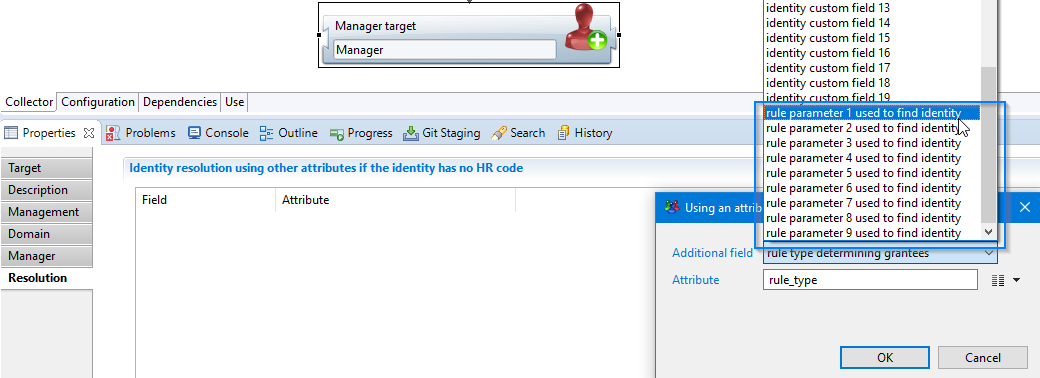 identity custom field 13
identity custom field 14
identity custom field 15
identity custom field 16
identity custom field 17
identity custom field 18
identity custom field 19
rule parameter 1 used to find identity
rule parameter 2 used to find identity
rule parameter 3 used to find identity
rule parameter 4 used to find identity
rule parameter 5 used to find identity
rule parameter 6 used to find identity
rule parameter 7 used to find identity
rule parameter 8 used to find identity
rule parameter 9 used to find identity
Manager target
Manager
Collector Configuration Dependencies Use
Properties Problems Console Outline Progress Git Staging Search History
Target
Description
Management
Domain
Manager
Resolution
Identity resolution using other attributes if the identity has no HR code
Field Attribute
Using an attrib
Additional field rule type determining grantees
Attribute rule_type
OK Cancel